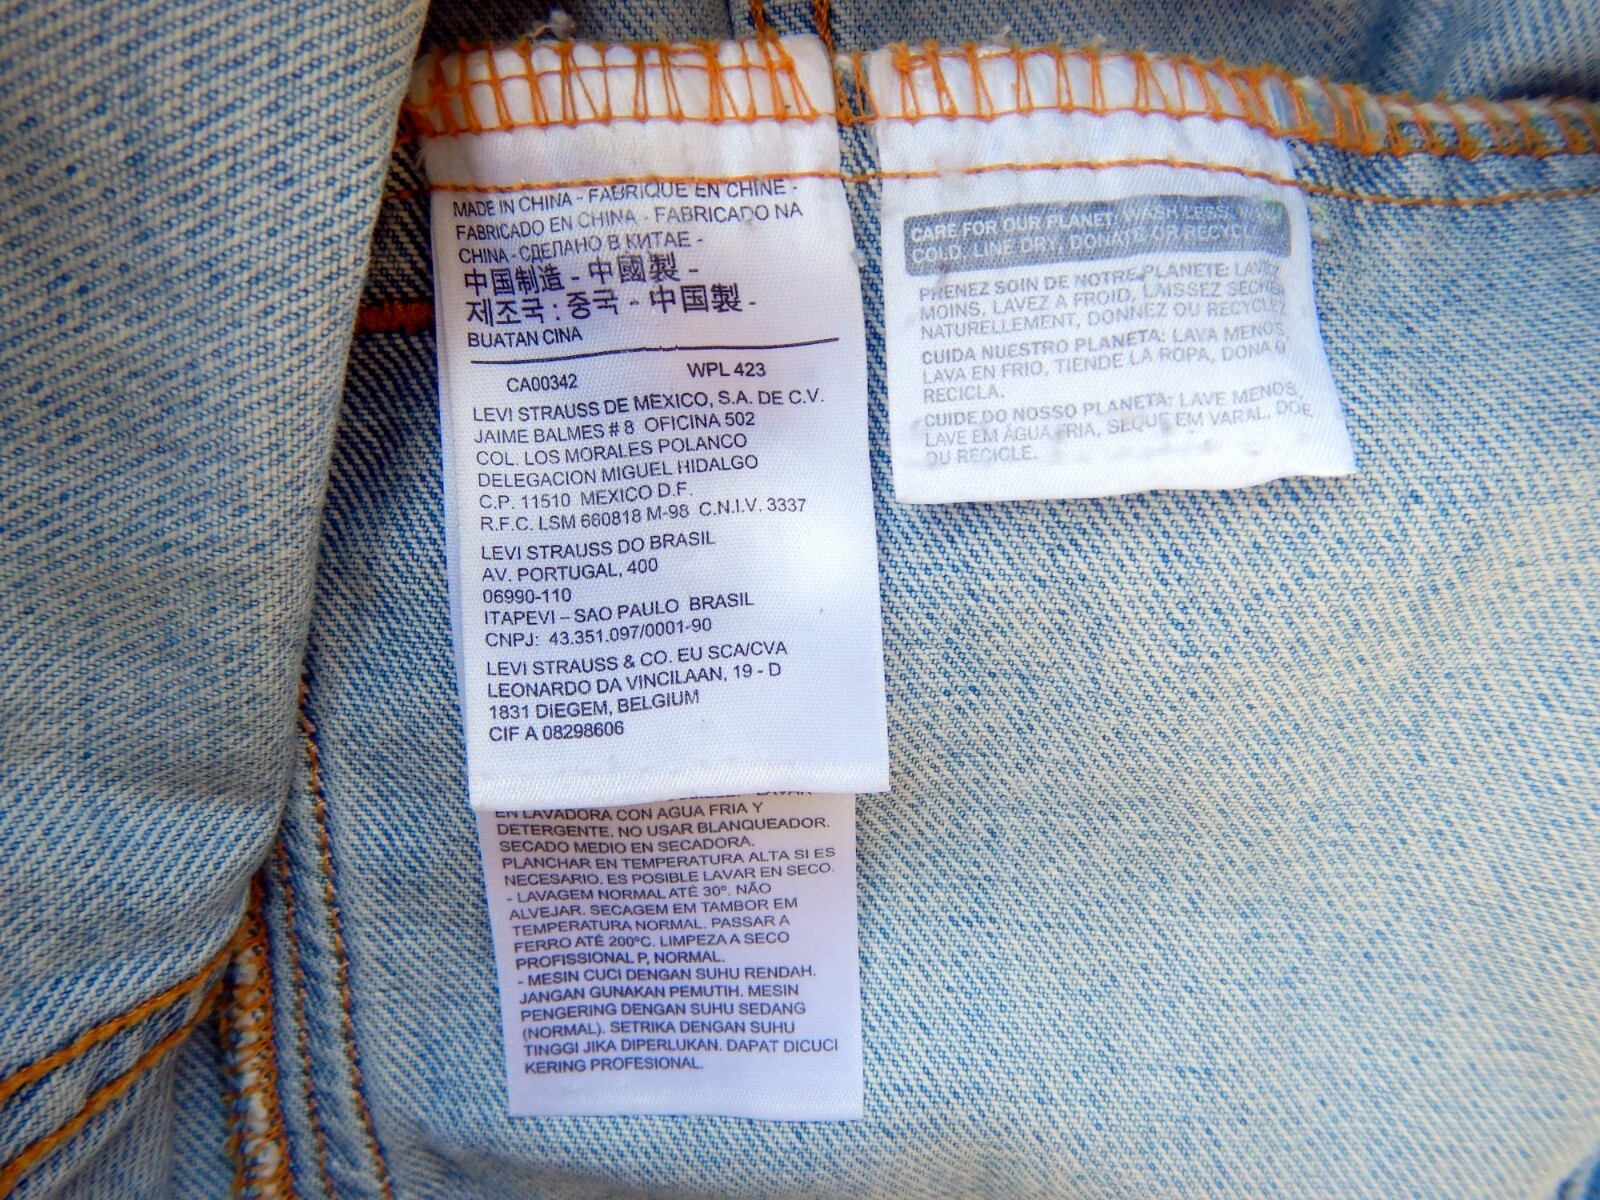 MADE IN CHINA - FABRIQUE EN CHINE -
FABRICADO EN CHINA - FABRICADO NA
CHINA - СДЕЛАНО В КИТАЕ -
中国制造 - 中國製 -
제조국 : 중국 - 中国製 -
BUATAN CINA
CA00342 WPL 423
LEVI STRAUSS DE MEXICO, S.A. DE C.V.
JAIME BALMES # 8 OFICINA 502
COL. LOS MORALES POLANCO
DELEGACION MIGUEL HIDALGO
C.P. 11510 MEXICO D.F.
R.F.C. LSM 660818 M-98 C.N.I.V. 3337
LEVI STRAUSS DO BRASIL
AV. PORTUGAL, 400
06990-110
ITAPEVI – SAO PAULO BRASIL
CNPJ: 43.351.097/0001-90
LEVI STRAUSS & CO. EU SCA/CVA
LEONARDO DA VINCILAAN, 19 - D
1831 DIEGEM, BELGIUM
CIF A 08298606
LAVAR
EN LAVADORA CON AGUA FRIA Y
DETERGENTE. NO USAR BLANQUEADOR.
SECADO MEDIO EN SECADORA.
PLANCHAR EN TEMPERATURA ALTA SI ES
NECESARIO. ES POSIBLE LAVAR EN SECO.
- LAVAGEM NORMAL ATÉ 30°. NÃO
ALVEJAR. SECAGEM EM TAMBOR EM
TEMPERATURA NORMAL. PASSAR A
FERRO ATÉ 200°C. LIMPEZA A SECO
PROFISSIONAL P, NORMAL.
- MESIN CUCI DENGAN SUHU RENDAH.
JANGAN GUNAKAN PEMUTIH. MESIN
PENGERING DENGAN SUHU SEDANG
(NORMAL). SETRIKA DENGAN SUHU
TINGGI JIKA DIPERLUKAN. DAPAT DICUCI
KERING PROFESIONAL.
CARE FOR OUR PLANET: WASH LESS, WASH
COLD, LINE DRY, DONATE OR RECYCLE.
PRENEZ SOIN DE NOTRE PLANETE: LAVEZ
MOINS, LAVEZ A FROID, LAISSEZ SECHER
NATURELLEMENT, DONNEZ OU RECYCLEZ
CUIDA NUESTRO PLANETA: LAVA MENOS,
LAVA EN FRIO, TIENDE LA ROPA, DONA O
RECICLA.
CUIDE DO NOSSO PLANETA: LAVE MENOS,
LAVE EM ÁGUA FRIA, SEQUE EM VARAL, DOE
OU RECICLE.